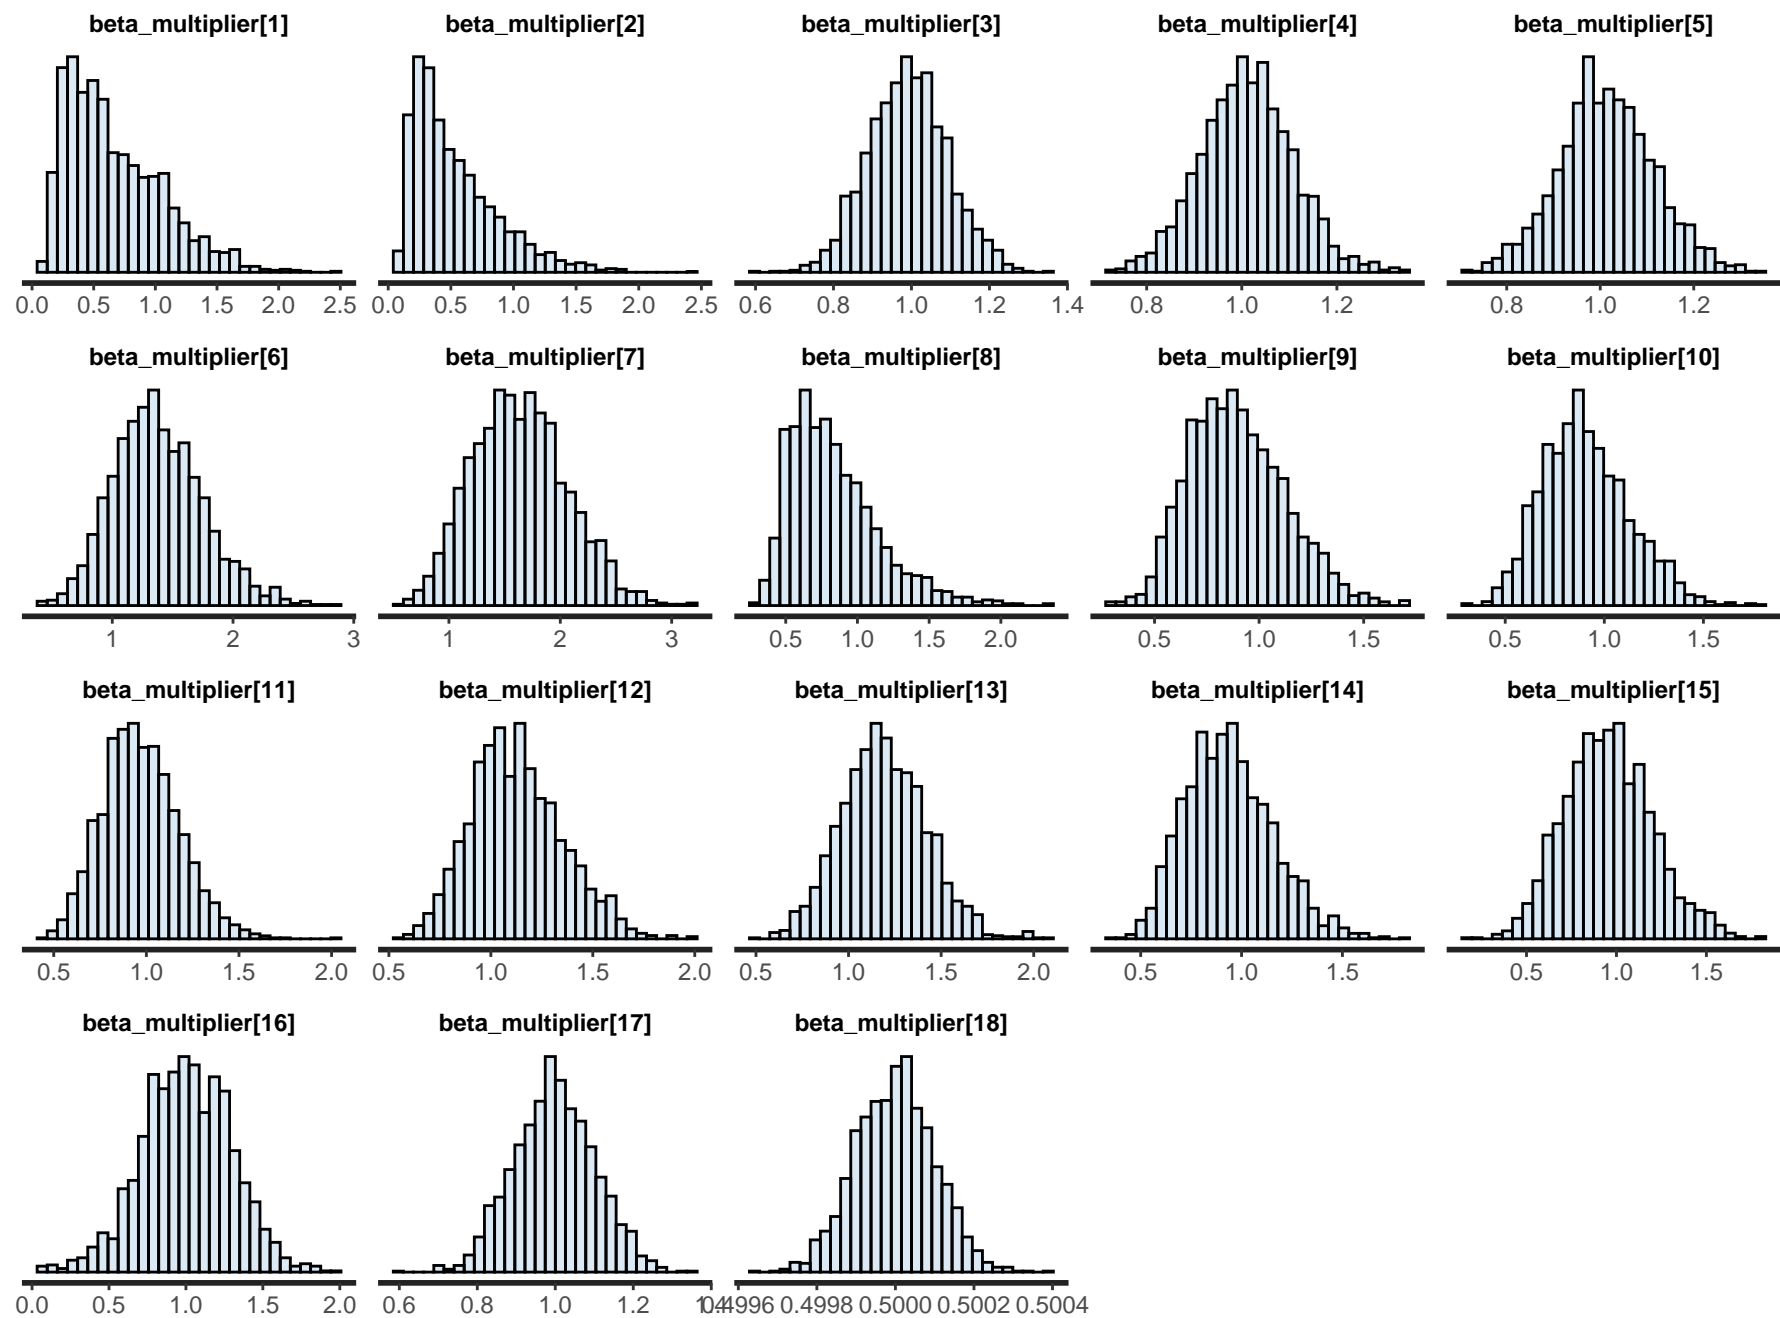 beta_multiplier[1] beta_multiplier[2] beta_multiplier[3] beta_multiplier[4] beta_multiplier[5]
0.0 0.5 1.0 1.5 2.0 2.5 0.0 0.5 1.0 1.5 2.0 2.5 0.6 0.8 1.0 1.2 1.4 0.8 1.0 1.2 0.8 1.0 1.2
beta_multiplier[6] beta_multiplier[7] beta_multiplier[8] beta_multiplier[9] beta_multiplier[10]
1 2 3 1 2 3 0.5 1.0 1.5 2.0 0.5 1.0 1.5 0.5 1.0 1.5
beta_multiplier[11] beta_multiplier[12] beta_multiplier[13] beta_multiplier[14] beta_multiplier[15]
0.5 1.0 1.5 2.0 0.5 1.0 1.5 2.0 0.5 1.0 1.5 2.0 0.5 1.0 1.5 0.5 1.0 1.5
beta_multiplier[16] beta_multiplier[17] beta_multiplier[18]
0.0 0.5 1.0 1.5 2.0 0.6 0.8 1.0 1.2 1.4 0.4996 0.4998 0.5000 0.5002 0.5004